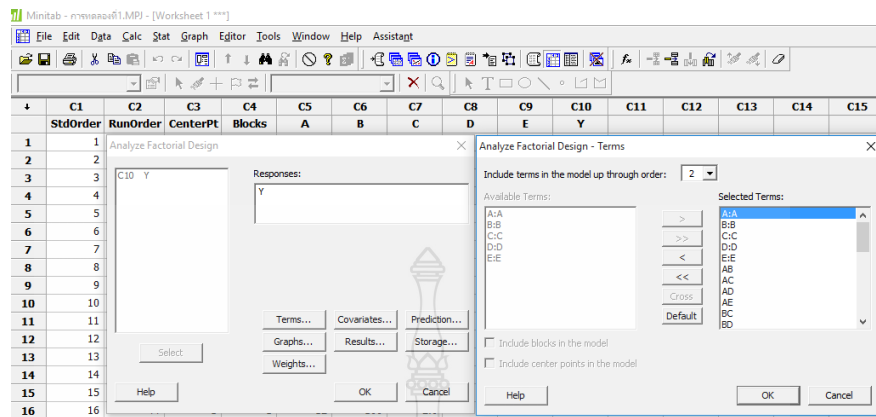 Minitab - การทดลองที่1.MPJ - [Worksheet 1 ***]
File Edit Data Calc Stat Graph Editor Tools Window Help Assistant
↓ C1 C2 C3 C4 C5 C6 C7 C8 C9 C10 C11 C12 C13 C14 C15
StdOrder RunOrder CenterPt Blocks A B C D E Y
1 1
2 2
3 3
4 4
5 5
6 6
7 7
8 8
9 9
10 10
11 11
12 12
13 13
14 14
15 15
16 16
Analyze Factorial Design
C10 Y
Responses:
Y
Terms... Covariates... Prediction...
Graphs... Results... Storage...
Select
Weights...
Help OK Cancel
Analyze Factorial Design - Terms
Include terms in the model up through order: 2
Available Terms: Selected Terms:
A:A
B:B
C:C
D:D
E:E
>
>>
<
<<
Cross
Default
A:A
B:B
C:C
D:D
E:E
AB
AC
AD
AE
BC
BD
Include blocks in the model
Include center points in the model
Help OK Cancel